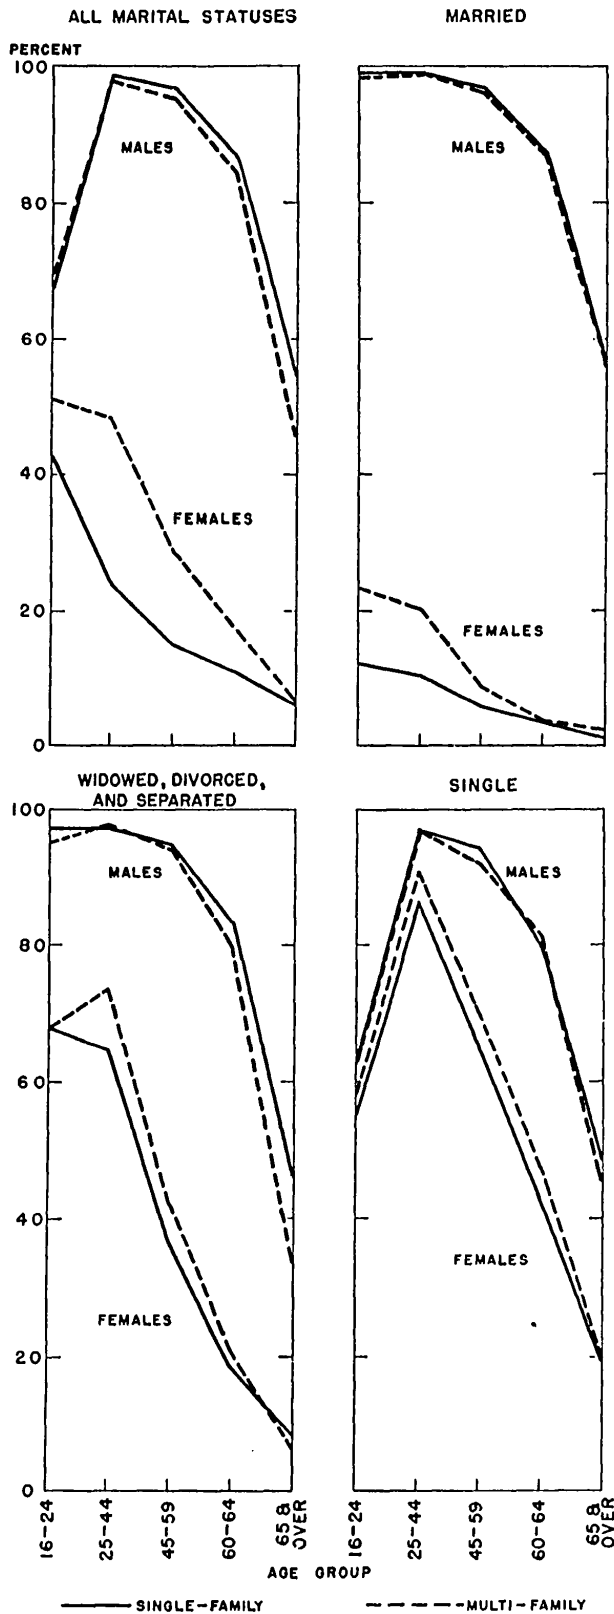 ALL MARITAL STATUSES
MARRIED
PERCENT
100
MALES
MALES
80
60
40
FEMALES
20
FEMALES
0
WIDOWED, DIVORCED,
AND SEPARATED
SINGLE
100
MALES
MALES
80
60
40
FEMALES
FEMALES
20
0
16-24
25-44
45-59
60-64
65 &
OVER
16-24
25-44
45-59
60-64
65 &
OVER
AGE GROUP
SINGLE-FAMILY
MULTI-FAMILY